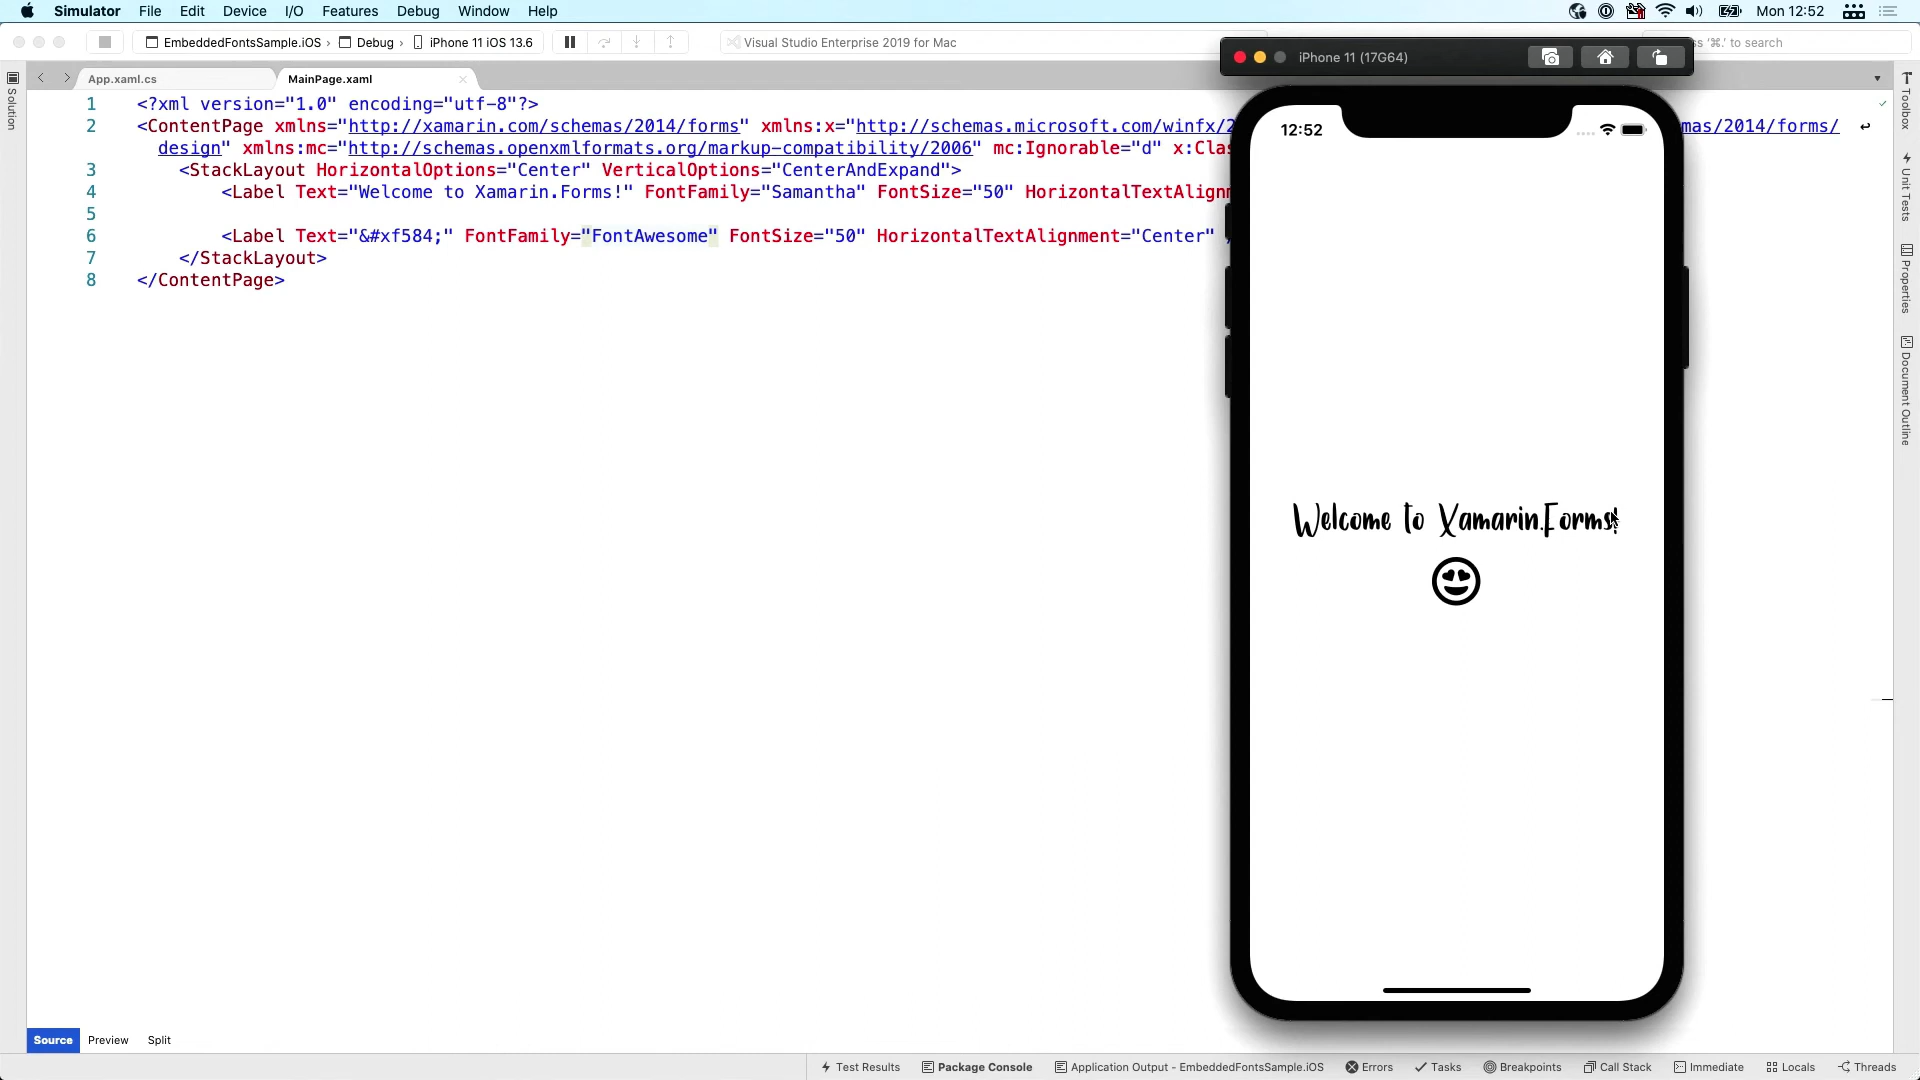 Simulator File Edit Device I/O Features Debug Window Help Mon 12:52
EmbeddedFontsSample.iOS › Debug › iPhone 11 iOS 13.6 Visual Studio Enterprise 2019 for Mac ss '⌘.' to search
iPhone 11 (17G64)
App.xaml.cs MainPage.xaml
Solution
Toolbox
Unit Tests
Properties
Document Outline
1 <?xml version="1.0" encoding="utf-8"?>
2 <ContentPage xmlns="http://xamarin.com/schemas/2014/forms" xmlns:x="http://schemas.microsoft.com/winfx/2 mas/2014/forms/
design" xmlns:mc="http://schemas.openxmlformats.org/markup-compatibility/2006" mc:Ignorable="d" x:Clas
3 <StackLayout HorizontalOptions="Center" VerticalOptions="CenterAndExpand">
4 <Label Text="Welcome to Xamarin.Forms!" FontFamily="Samantha" FontSize="50" HorizontalTextAlignm
5
6 <Label Text="&#xf584;" FontFamily="FontAwesome" FontSize="50" HorizontalTextAlignment="Center" /
7 </StackLayout>
8 </ContentPage>
12:52
Welcome to Xamarin.Forms!
Source Preview Split
Test Results Package Console Application Output - EmbeddedFontsSample.iOS Errors Tasks Breakpoints Call Stack Immediate Locals Threads